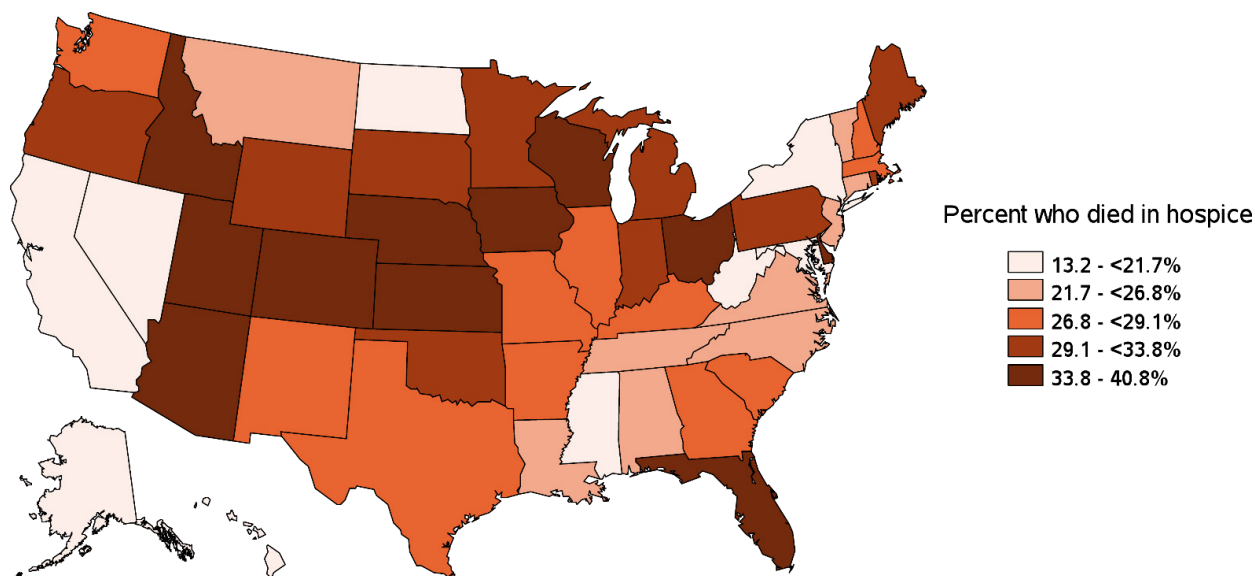 Percent who died in hospice
13.2 - <21.7%
21.7 - <26.8%
26.8 - <29.1%
29.1 - <33.8%
33.8 - 40.8%